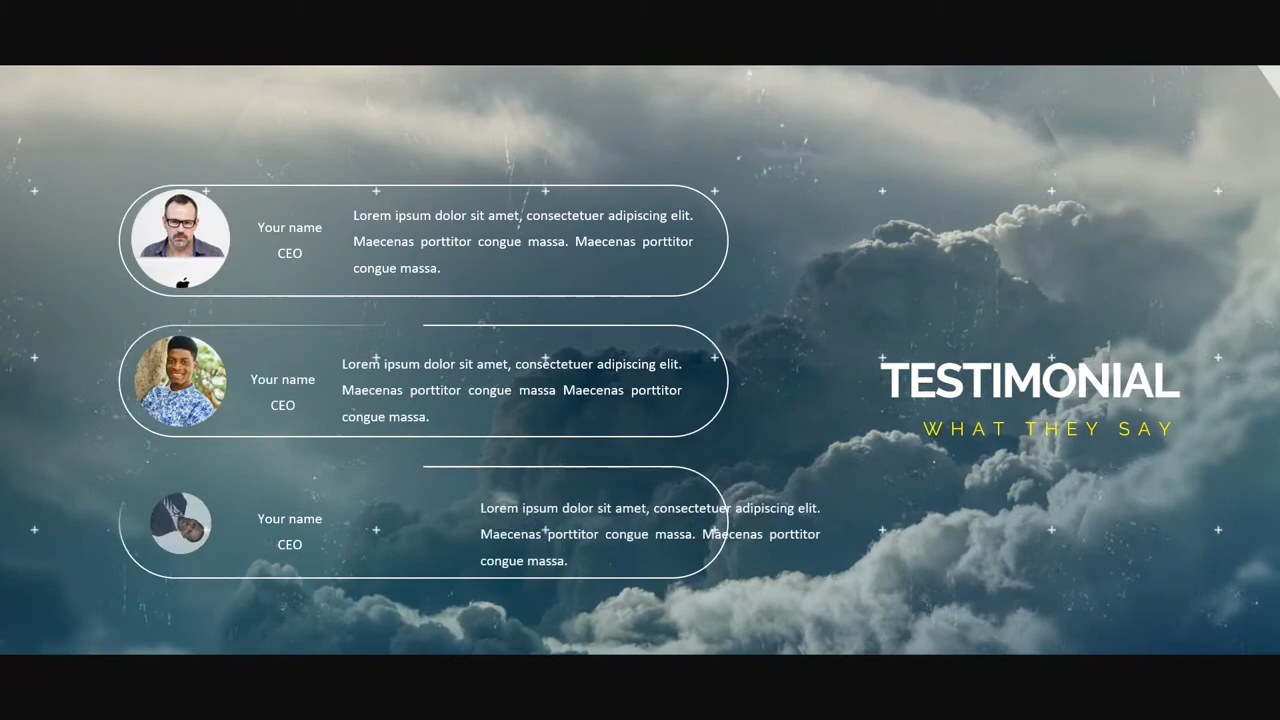 Your name
CEO
Lorem ipsum dolor sit amet, consectetuer adipiscing elit.
Maecenas porttitor congue massa. Maecenas porttitor
congue massa.
Your name
CEO
Lorem ipsum dolor sit amet, consectetuer adipiscing elit.
Maecenas porttitor congue massa Maecenas porttitor
congue massa.
Your name
CEO
Lorem ipsum dolor sit amet, consectetuer adipiscing elit.
Maecenas porttitor congue massa. Maecenas porttitor
congue massa.
TESTIMONIAL
WHAT THEY SAY